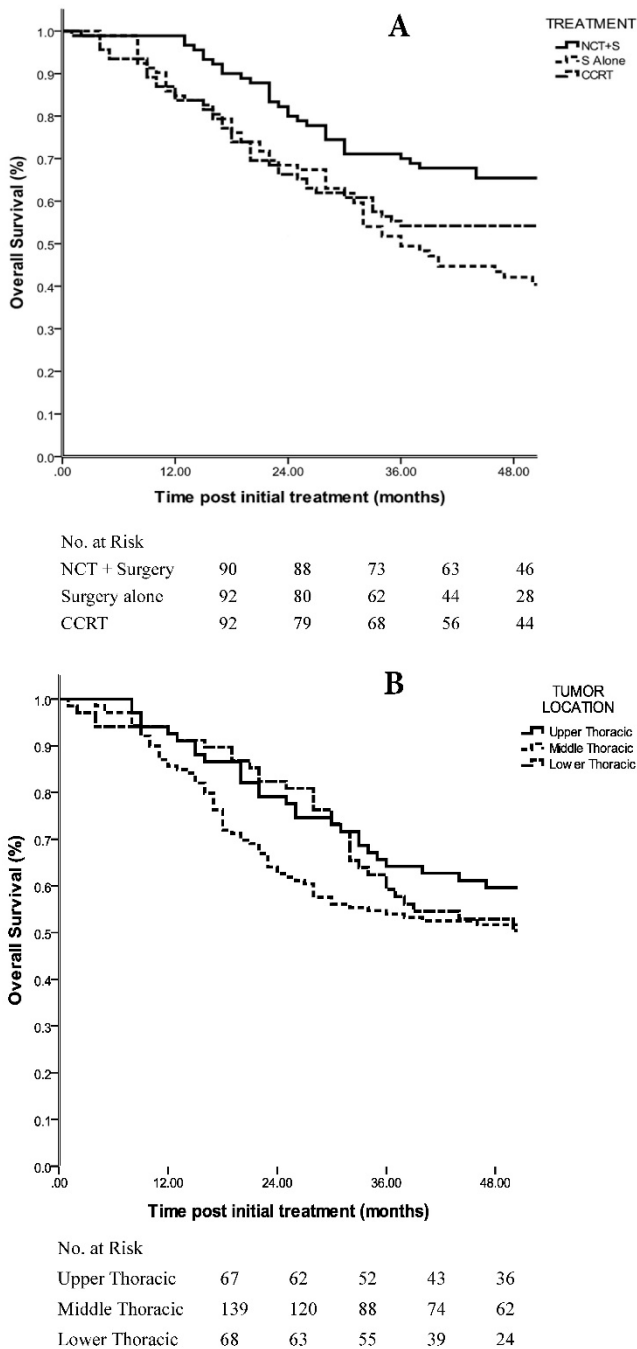 A
TREATMENT
NCT+S
S Alone
CCRT
Overall Survival (%)
1.0
0.9
0.8
0.7
0.6
0.5
0.4
0.3
0.2
0.1
0.0
.00 12.00 24.00 36.00 48.00
Time post initial treatment (months)
No. at Risk
NCT + Surgery 90 88 73 63 46
Surgery alone 92 80 62 44 28
CCRT 92 79 68 56 44
B
TUMOR
LOCATION
Upper Thoracic
Middle Thoracic
Lower Thoracic
Overall Survival (%)
1.0
0.9
0.8
0.7
0.6
0.5
0.4
0.3
0.2
0.1
0.0
.00 12.00 24.00 36.00 48.00
Time post initial treatment (months)
No. at Risk
Upper Thoracic 67 62 52 43 36
Middle Thoracic 139 120 88 74 62
Lower Thoracic 68 63 55 39 24